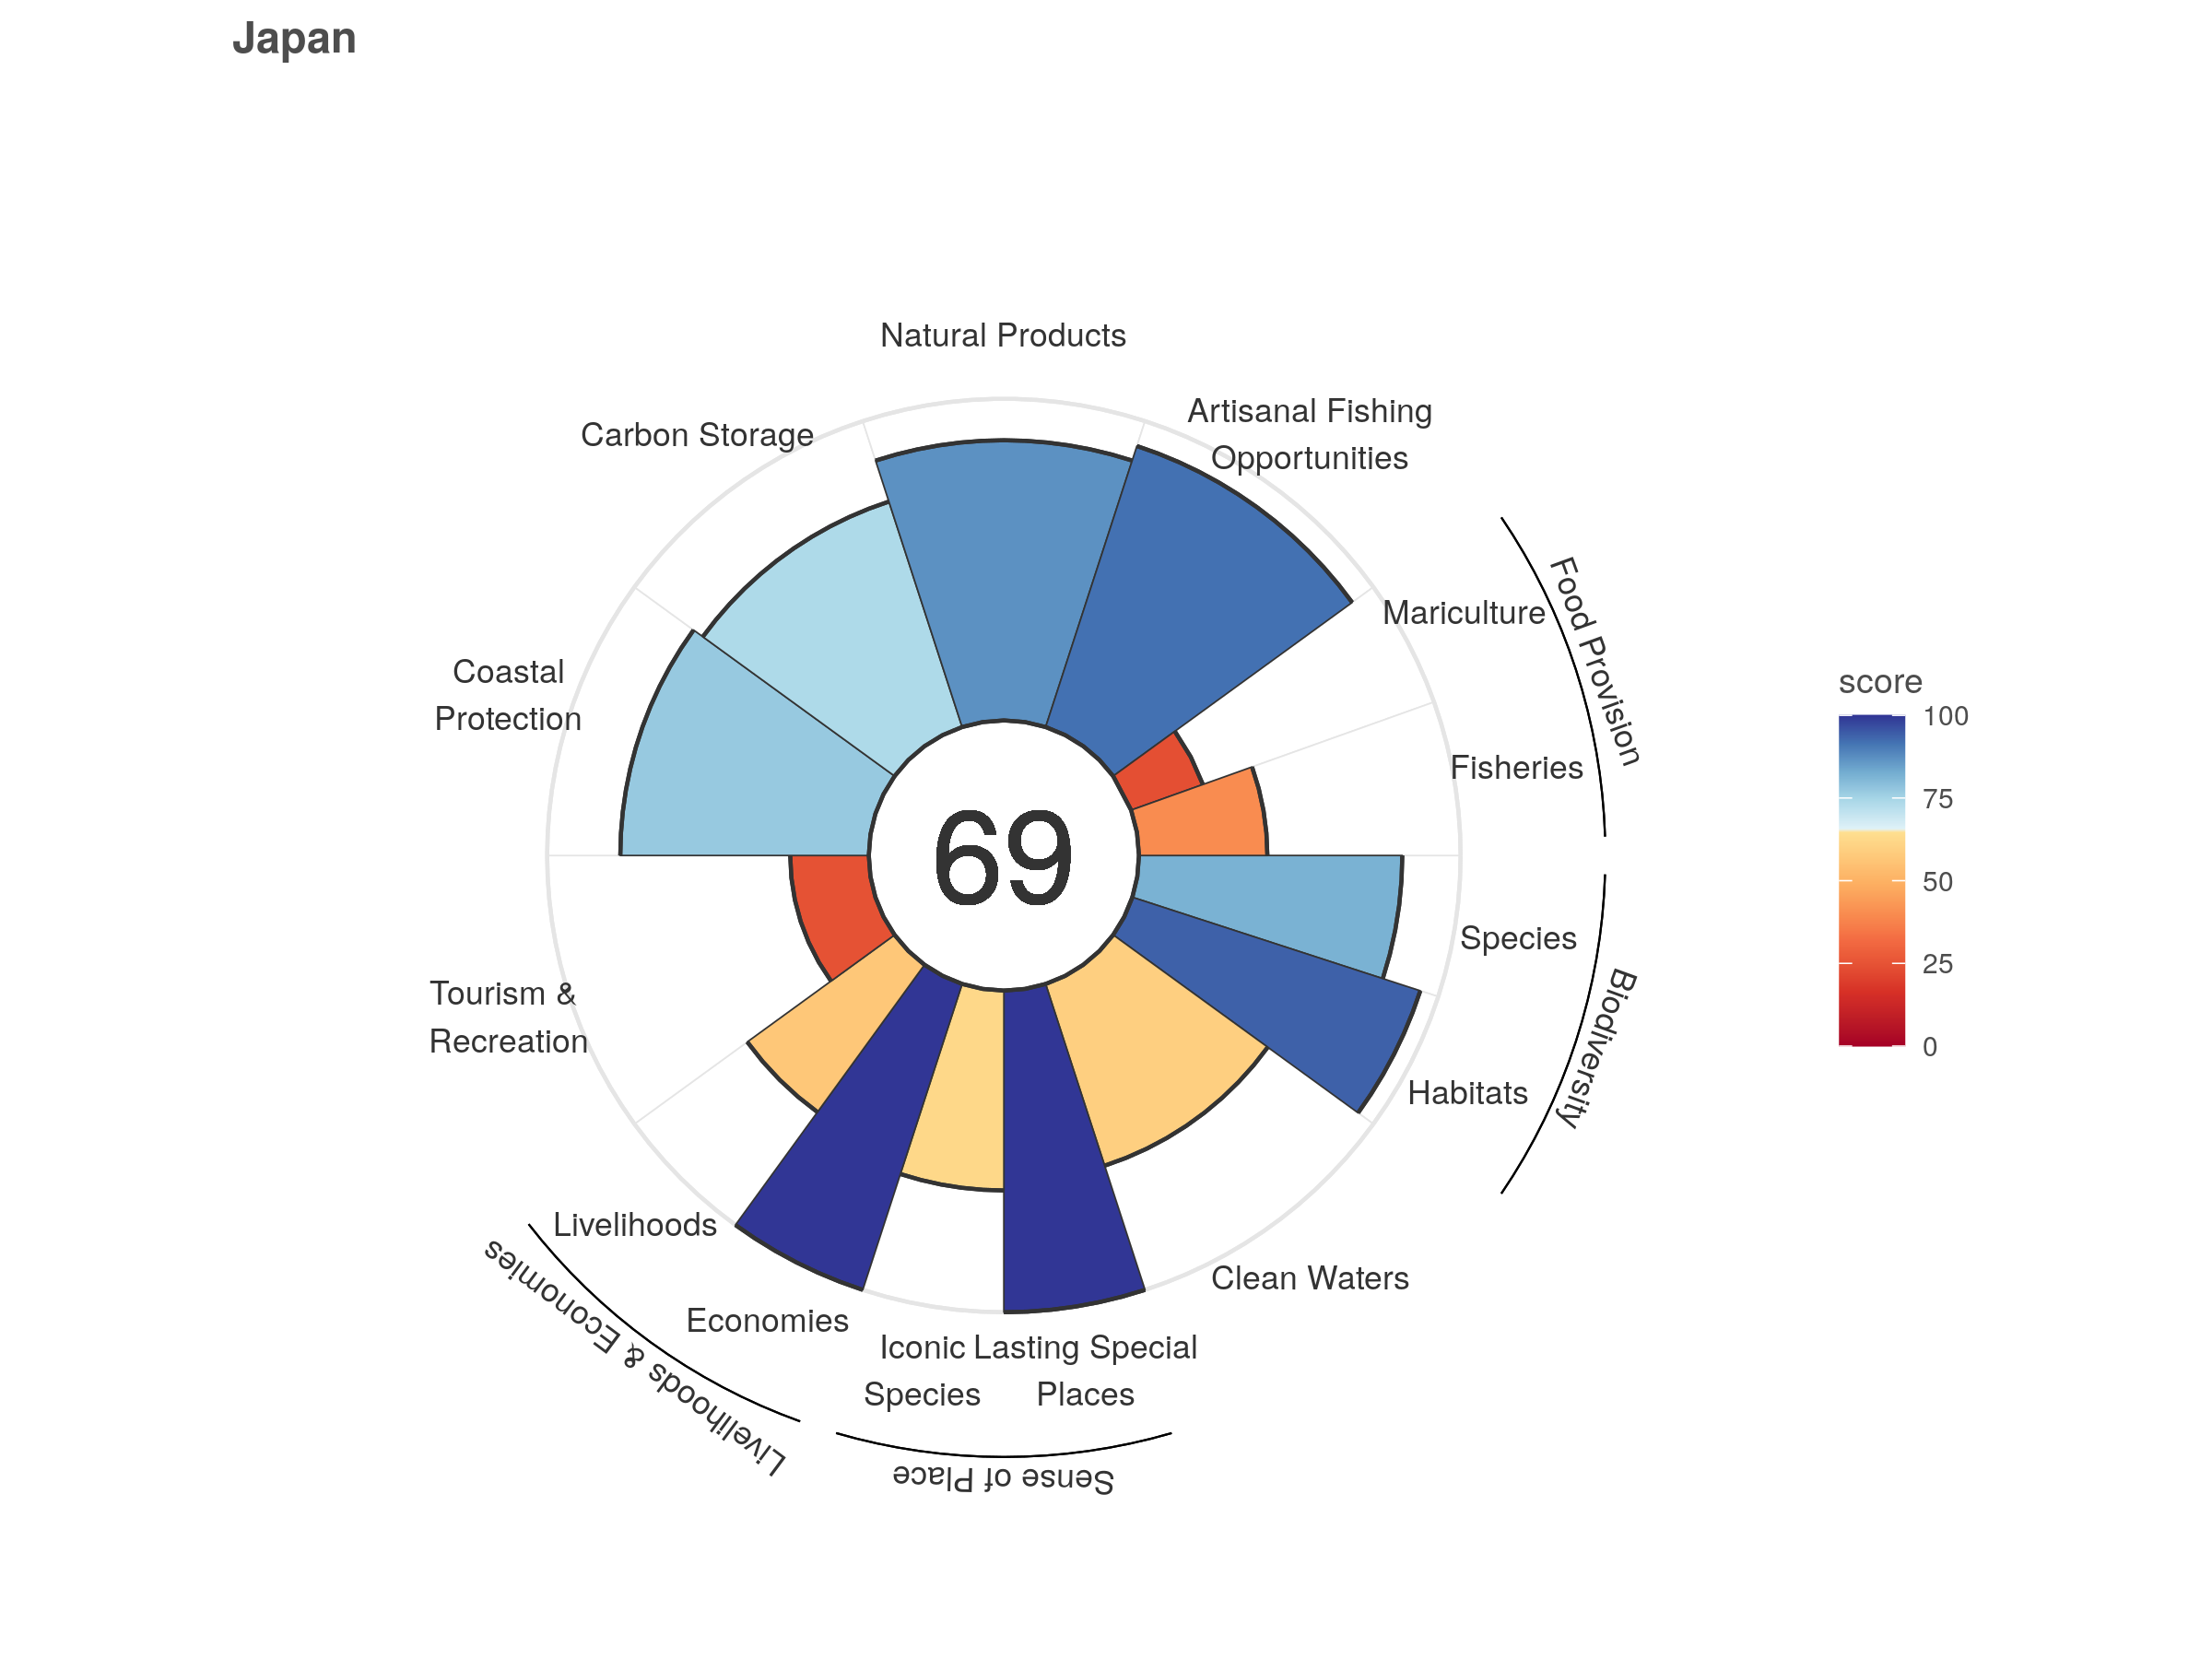 Japan
Natural Products
Artisanal Fishing
Opportunities
Carbon Storage
Mariculture
Food Provision
Coastal
Protection
Fisheries
score
100
75
50
25
0
69
Species
Biodiversity
Tourism &
Recreation
Habitats
Livelihoods
Clean Waters
Economies
Livelihoods & Economies
Iconic
Species
Lasting Special
Places
Sense of Place